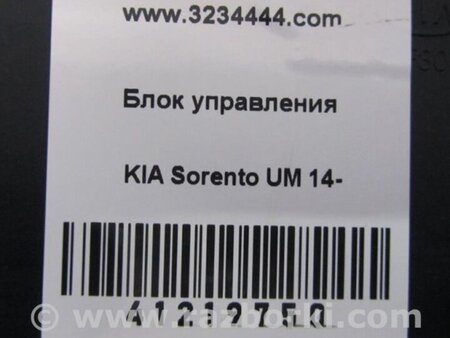 www.3234444.com
Блок управления
KIA Sorento UM 14-
© www.razborki.com